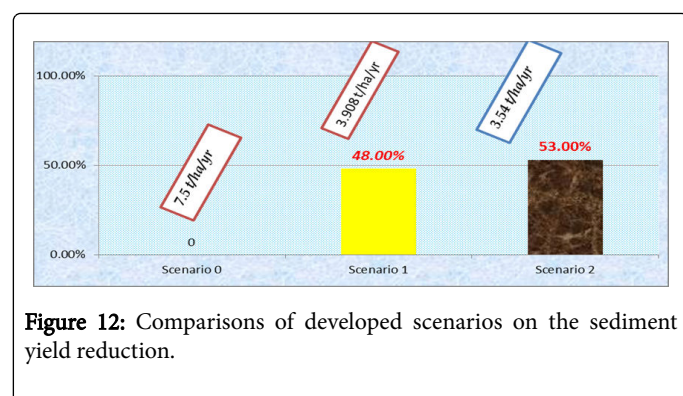 100.00%
3.908 t/ha/yr
3.54 t/ha/yr
7.5 t/ha/yr
48.00%
53.00%
50.00%
0
0.00%
Scenario 0
Scenario 1
Scenario 2
Figure 12: Comparisons of developed scenarios on the sediment
yield reduction.